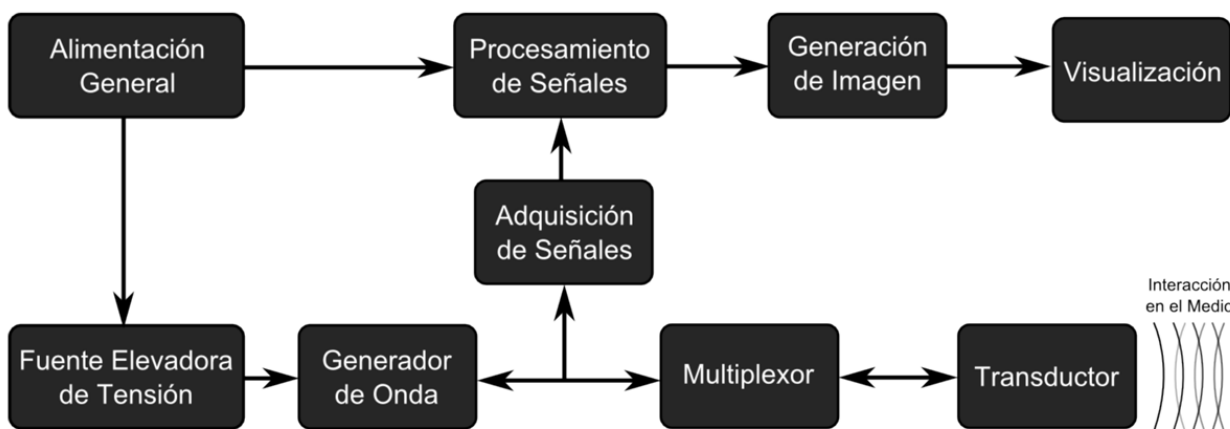 Alimentación
General
Procesamiento
de Señales
Generación
de Imagen
Visualización
Adquisición
de Señales
Interacción
en el Medio
Fuente Elevadora
de Tensión
Generador
de Onda
Multiplexor
Transductor